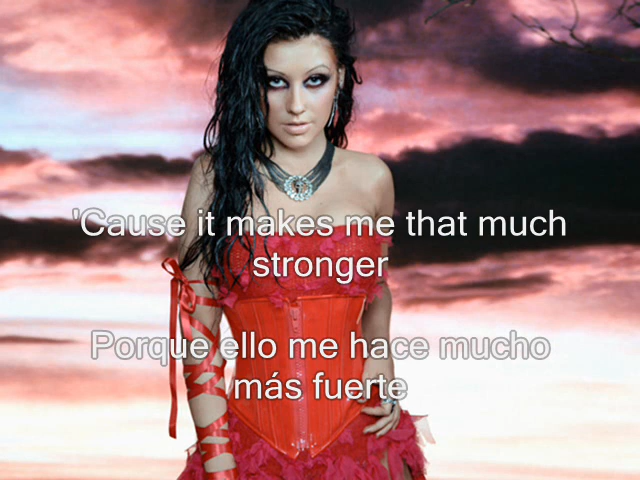 'Cause it makes me that much
stronger
Porque ello me hace mucho
más fuerte